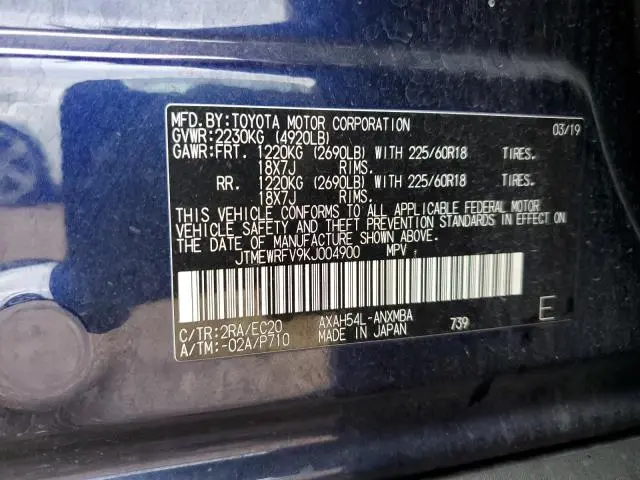 MFD.BY:TOYOTA MOTOR CORPORATION 03/19
GVWR:2230KG (4920LB)
GAWR:FRT. 1220KG (2690LB) WITH 225/60R18 TIRES.
18X7J RIMS.
RR. 1220KG (2690LB) WITH 225/60R18 TIRES.
18X7J RIMS.
THIS VEHICLE CONFORMS TO ALL APPLICABLE FEDERAL MOTOR
VEHICLE SAFETY AND THEFT PREVENTION STANDARDS IN EFFECT ON
THE DATE OF MANUFACTURE SHOWN ABOVE.
JTMEWRFV9KJ004900 MPV
C/TR:2RA/EC20 AXAH54L-ANXMBA E
A/TM:-02A/P710 MADE IN JAPAN 739